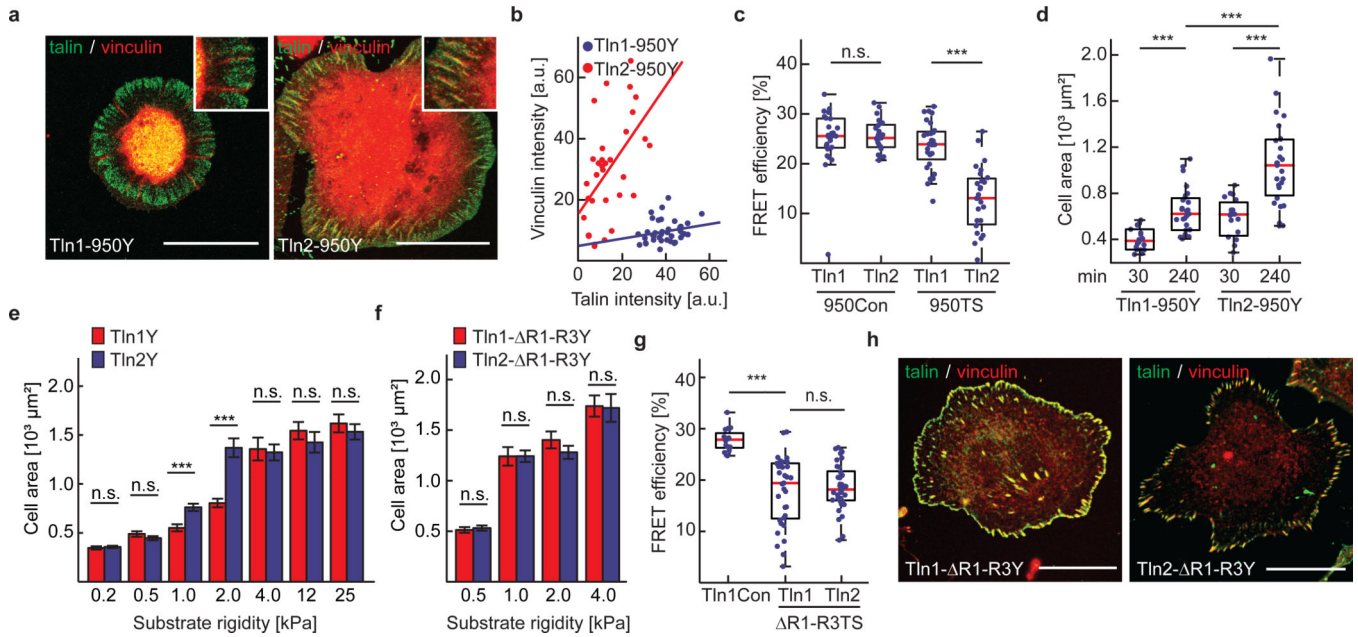 a
talin / vinculin
Tln1-950Y
talin / vinculin
Tln2-950Y
b
Tln1-950Y
Tln2-950Y
Vinculin intensity [a.u.]
60
40
20
0
0 20 40 60
Talin intensity [a.u.]
c
n.s. ***
FRET efficiency [%]
40
30
20
10
Tln1 Tln2 Tln1 Tln2
950Con 950TS
d
***
*** ***
Cell area [10³ µm²]
2.0
1.6
1.2
0.8
0.4
min 30 240 30 240
Tln1-950Y Tln2-950Y
e
Tln1Y
Tln2Y
Cell area [10³ µm²]
2.0
1.5
1.0
0.5
n.s. n.s. *** *** n.s. n.s. n.s.
0.2 0.5 1.0 2.0 4.0 12 25
Substrate rigidity [kPa]
f
Tln1-ΔR1-R3Y
Tln2-ΔR1-R3Y
Cell area [10³ µm²]
2.0
1.5
1.0
0.5
n.s. n.s. n.s. n.s.
0.5 1.0 2.0 4.0
Substrate rigidity [kPa]
g
*** n.s.
FRET efficiency [%]
40
30
20
10
Tln1Con Tln1 Tln2
ΔR1-R3TS
h
talin / vinculin
Tln1-ΔR1-R3Y
talin / vinculin
Tln2-ΔR1-R3Y